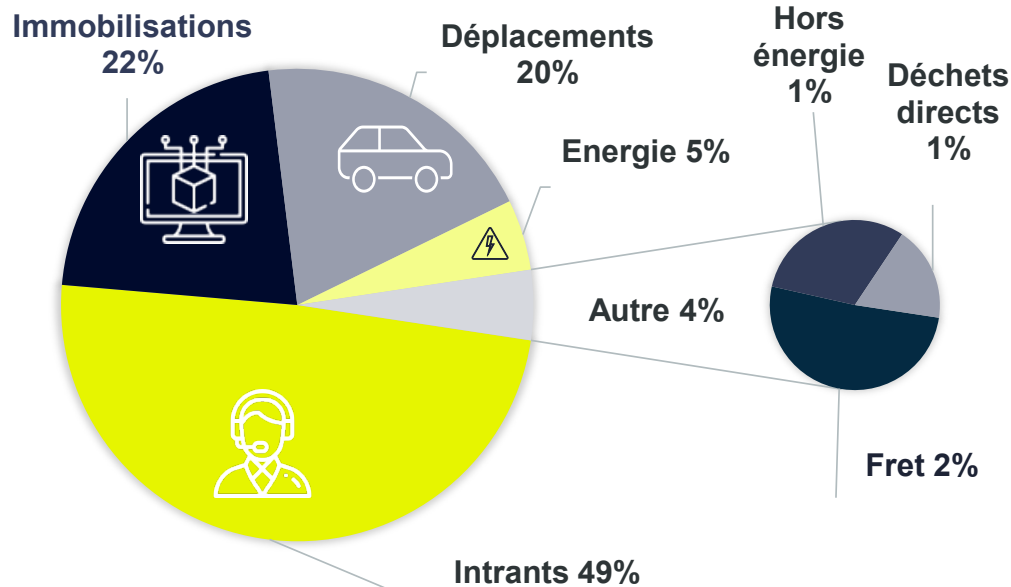 Immobilisations
22%
Déplacements
20%
Hors
énergie
1%
Déchets
directs
1%
Energie 5%
Autre 4%
Fret 2%
Intrants 49%